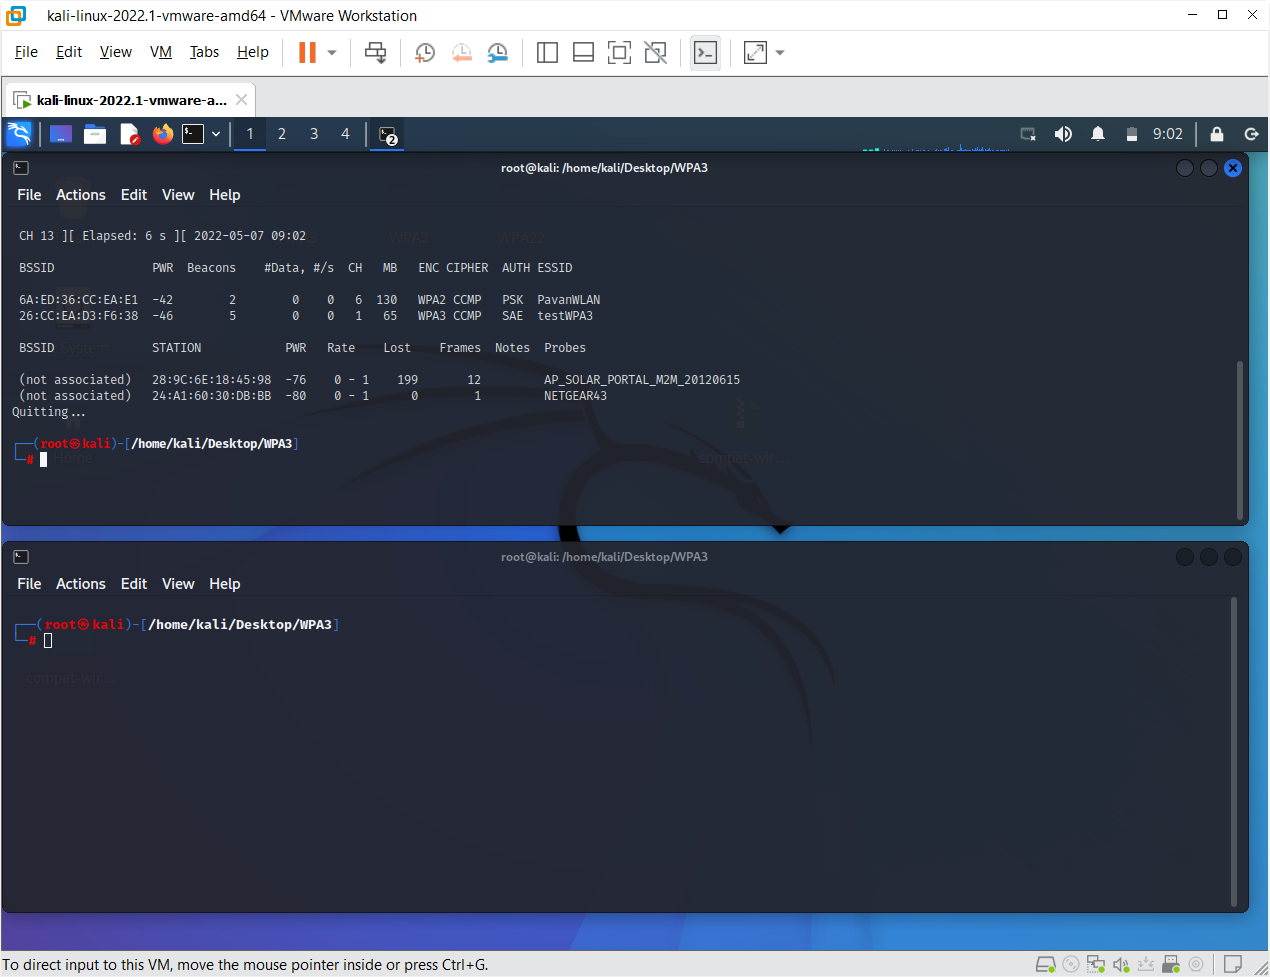 kali-linux-2022.1-vmware-amd64 - VMware Workstation
File Edit View VM Tabs Help
kali-linux-2022.1-vmware-a...
1 2 3 4 2 9:02
root@kali: /home/kali/Desktop/WPA3
File Actions Edit View Help
CH 13 ][ Elapsed: 6 s ][ 2022-05-07 09:02
WPA2 WPA22
BSSID PWR Beacons #Data, #/s CH MB ENC CIPHER AUTH ESSID
6A:ED:36:CC:EA:E1 -42 2 0 0 6 130 WPA2 CCMP PSK PavanWLAN
26:CC:EA:D3:F6:38 -46 5 0 0 1 65 WPA3 CCMP SAE testWPA3
BSSID STATION PWR Rate Lost Frames Notes Probes
(not associated) 28:9C:6E:18:45:98 -76 0 - 1 199 12 AP_SOLAR_PORTAL_M2M_20120615
(not associated) 24:A1:60:30:DB:BB -80 0 - 1 0 1 NETGEAR43
Quitting...
┌──(root㉿kali)-[/home/kali/Desktop/WPA3]
└─#
Home
compat-wir...
root@kali: /home/kali/Desktop/WPA3
File Actions Edit View Help
┌──(root㉿kali)-[/home/kali/Desktop/WPA3]
└─#
compat-wir...
To direct input to this VM, move the mouse pointer inside or press Ctrl+G.